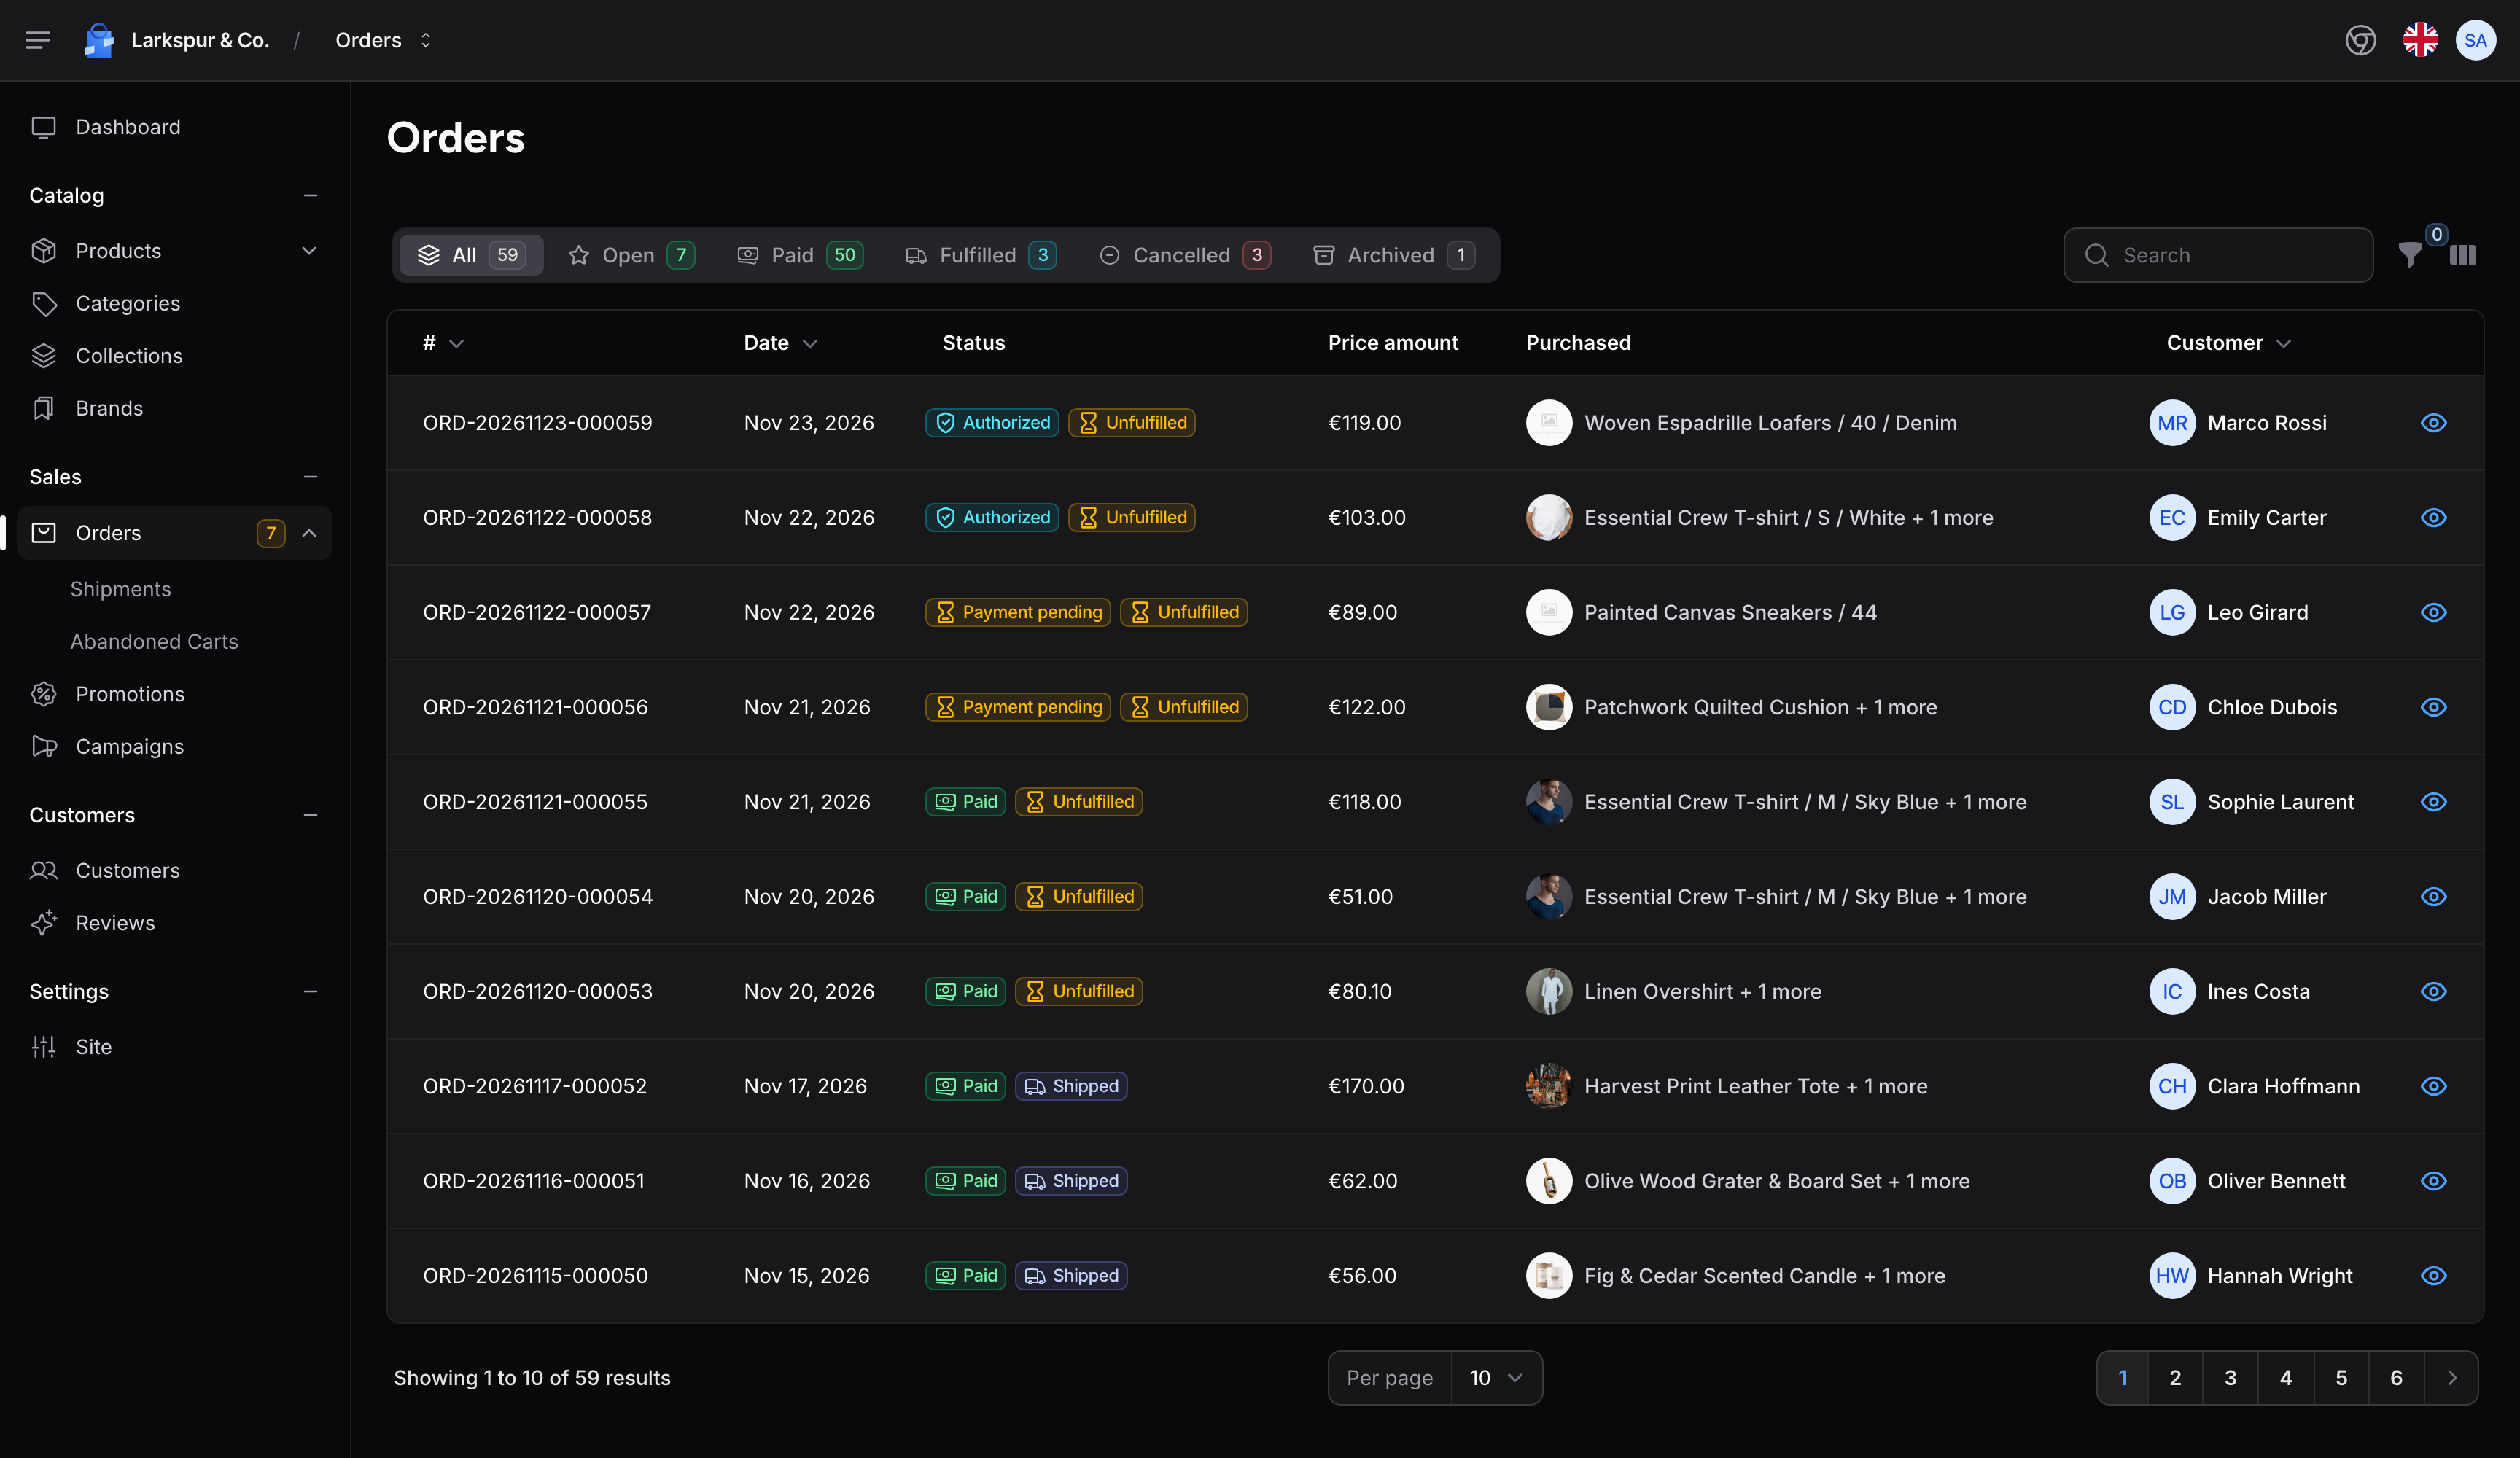 Larkspur & Co. / Orders SA
Dashboard
Catalog
Products
Categories
Collections
Brands
Sales
Orders 7
Shipments
Abandoned Carts
Promotions
Campaigns
Customers
Customers
Reviews
Settings
Site
Orders
All 59 Open 7 Paid 50 Fulfilled 3 Cancelled 3 Archived 1 Search 0
# Date Status Price amount Purchased Customer
ORD-20261123-000059 Nov 23, 2026 Authorized Unfulfilled €119.00 Woven Espadrille Loafers / 40 / Denim MR Marco Rossi
ORD-20261122-000058 Nov 22, 2026 Authorized Unfulfilled €103.00 Essential Crew T-shirt / S / White + 1 more EC Emily Carter
ORD-20261122-000057 Nov 22, 2026 Payment pending Unfulfilled €89.00 Painted Canvas Sneakers / 44 LG Leo Girard
ORD-20261121-000056 Nov 21, 2026 Payment pending Unfulfilled €122.00 Patchwork Quilted Cushion + 1 more CD Chloe Dubois
ORD-20261121-000055 Nov 21, 2026 Paid Unfulfilled €118.00 Essential Crew T-shirt / M / Sky Blue + 1 more SL Sophie Laurent
ORD-20261120-000054 Nov 20, 2026 Paid Unfulfilled €51.00 Essential Crew T-shirt / M / Sky Blue + 1 more JM Jacob Miller
ORD-20261120-000053 Nov 20, 2026 Paid Unfulfilled €80.10 Linen Overshirt + 1 more IC Ines Costa
ORD-20261117-000052 Nov 17, 2026 Paid Shipped €170.00 Harvest Print Leather Tote + 1 more CH Clara Hoffmann
ORD-20261116-000051 Nov 16, 2026 Paid Shipped €62.00 Olive Wood Grater & Board Set + 1 more OB Oliver Bennett
ORD-20261115-000050 Nov 15, 2026 Paid Shipped €56.00 Fig & Cedar Scented Candle + 1 more HW Hannah Wright
Showing 1 to 10 of 59 results Per page 10 1 2 3 4 5 6